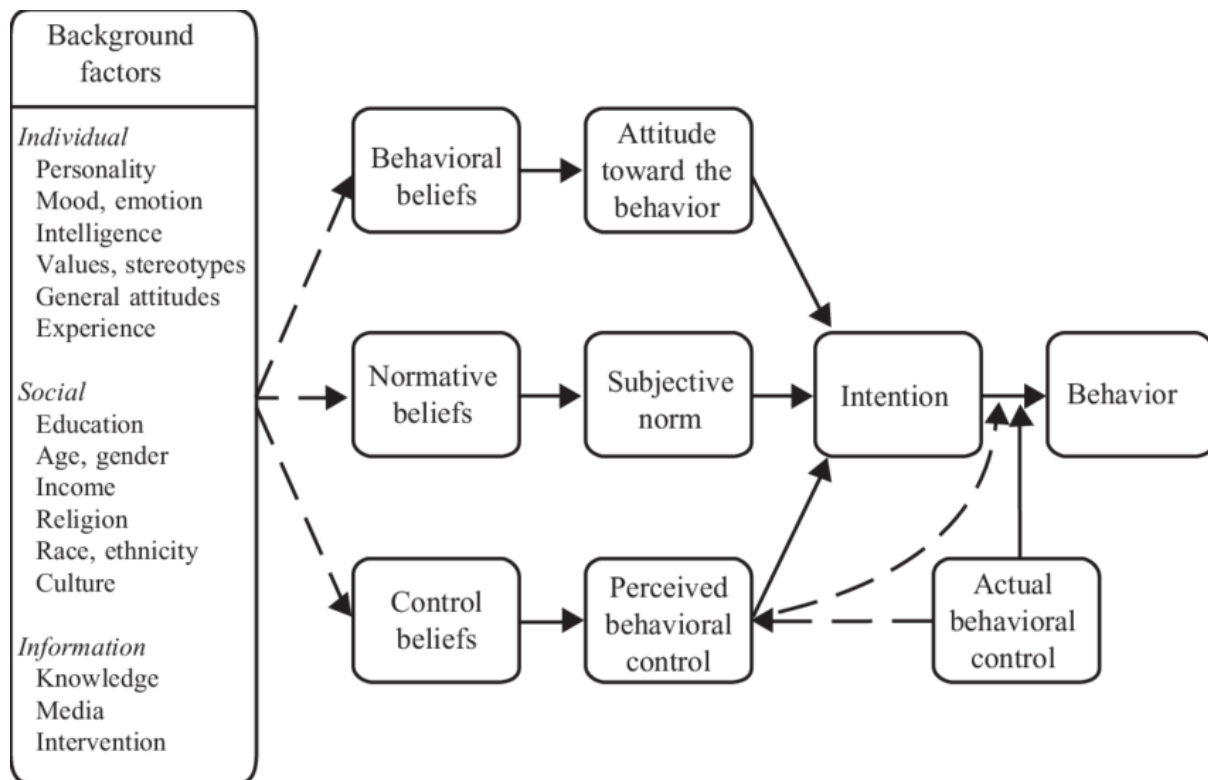 Background
factors
Individual
Personality
Mood, emotion
Intelligence
Values, stereotypes
General attitudes
Experience
Social
Education
Age, gender
Income
Religion
Race, ethnicity
Culture
Information
Knowledge
Media
Intervention
Behavioral
beliefs
Attitude
toward the
behavior
Normative
beliefs
Subjective
norm
Intention
Behavior
Control
beliefs
Perceived
behavioral
control
Actual
behavioral
control